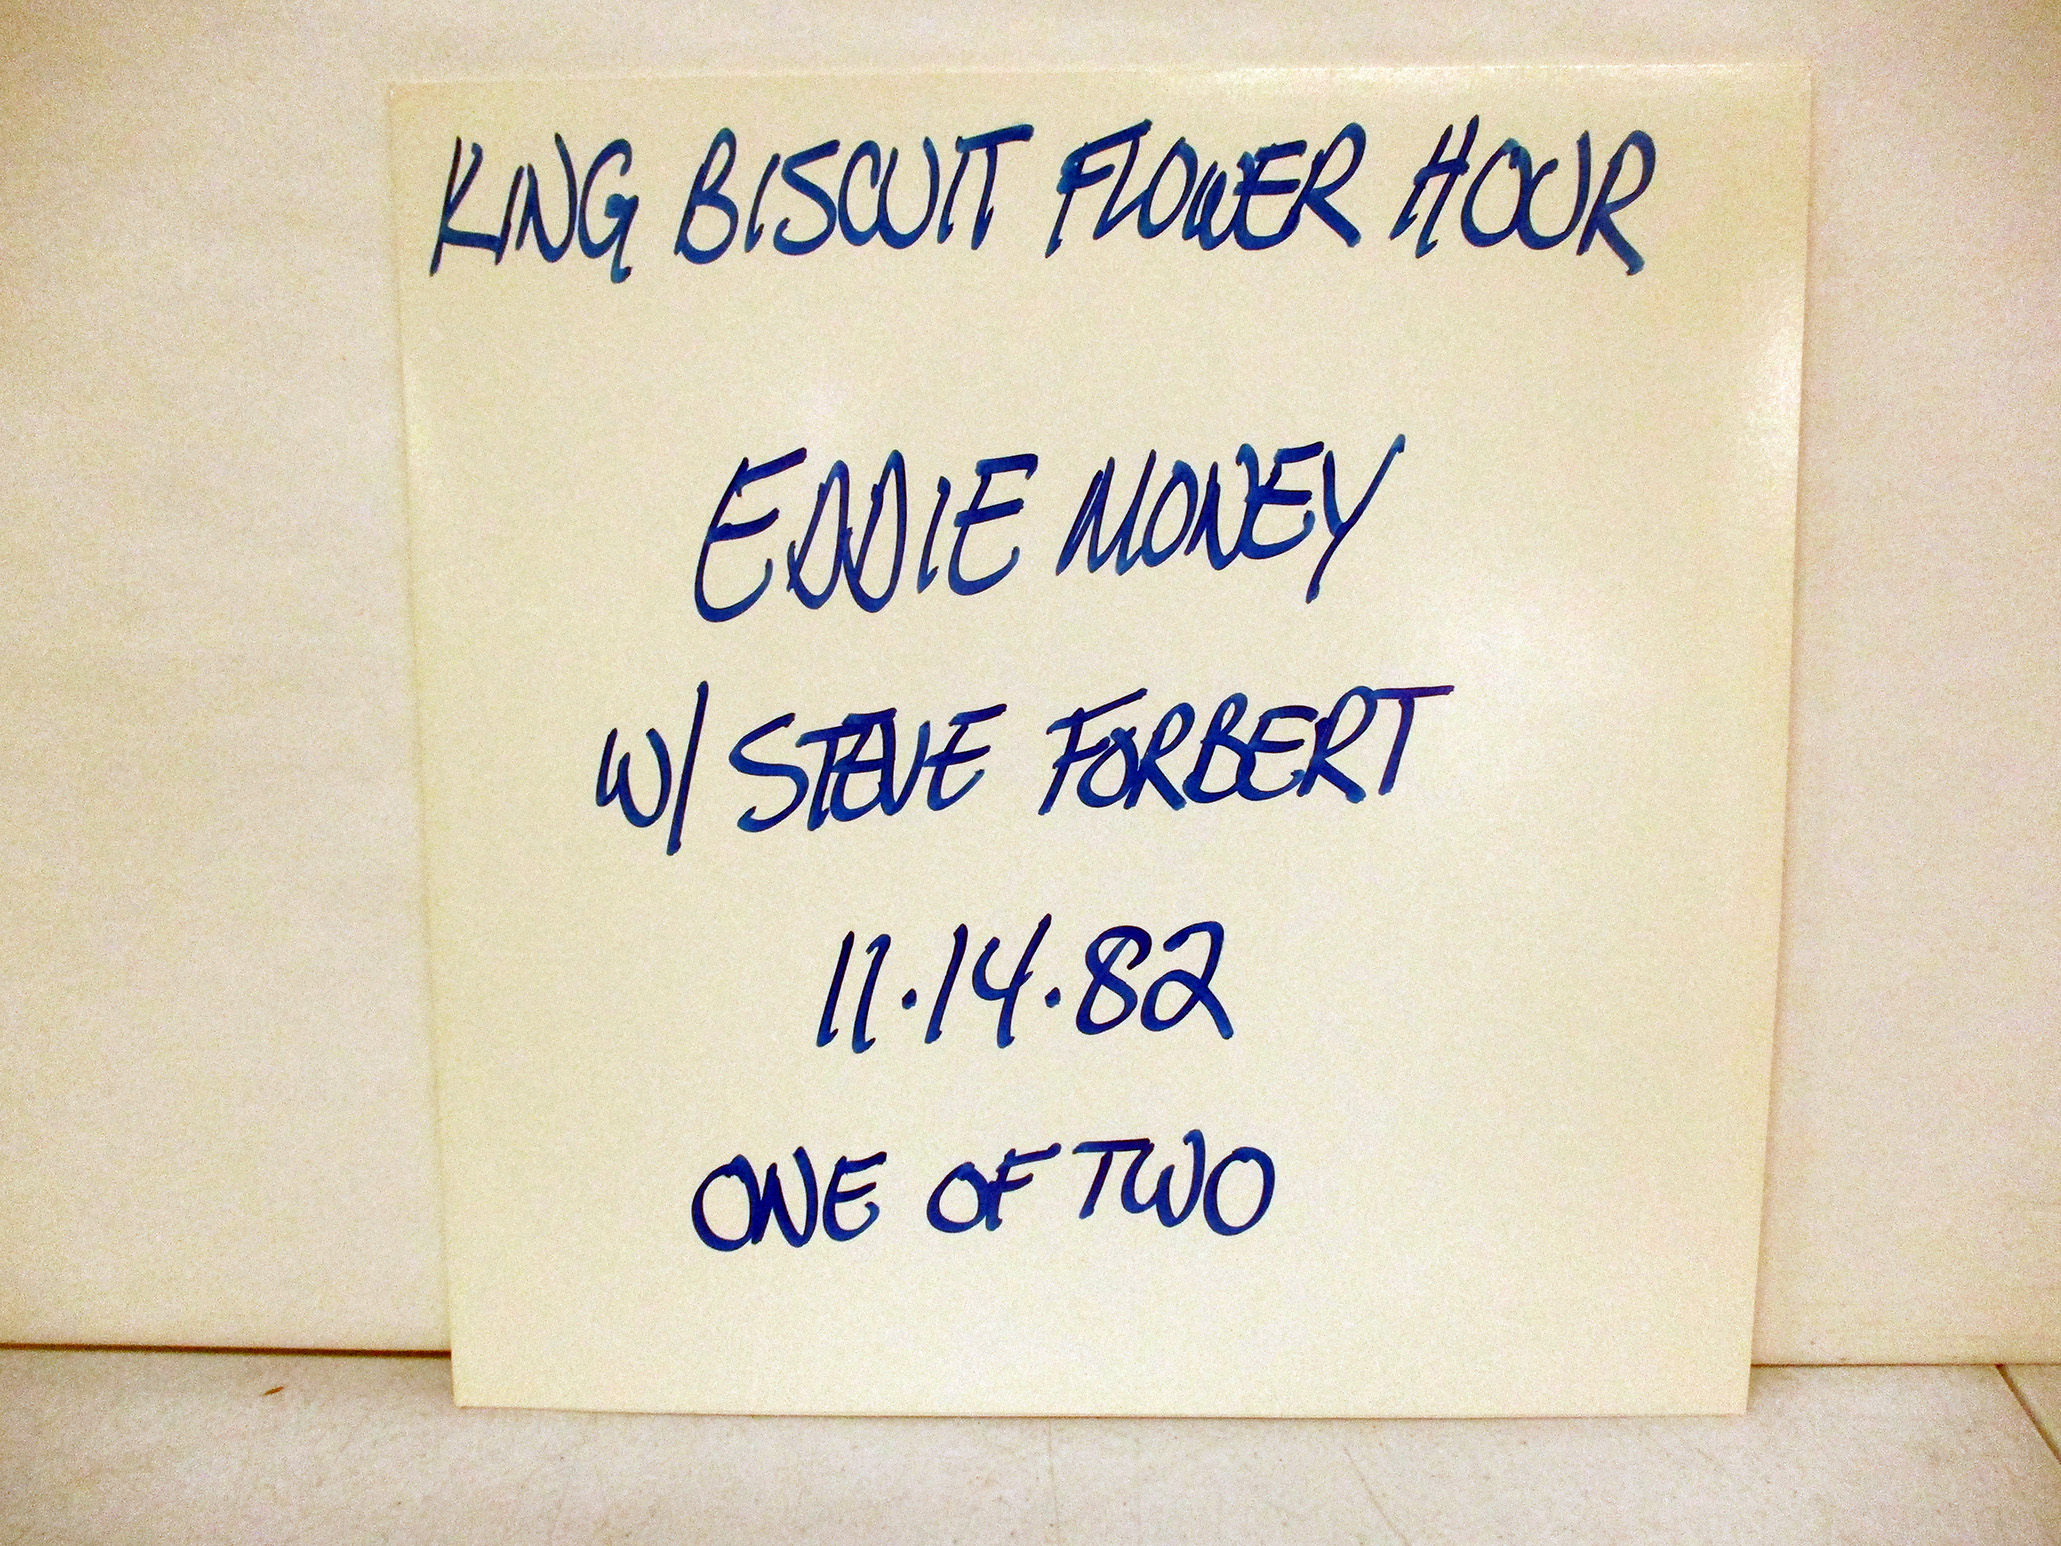 KING BISCUIT FLOWER HOUR
EDDIE MONEY
W/ STEVE FORBERT
11.14.82
ONE OF TWO